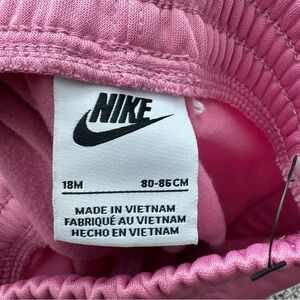 NIKE
18M 80-86CM
MADE IN VIETNAM
FABRIQUÉ AU VIETNAM
HECHO EN VIETNAM